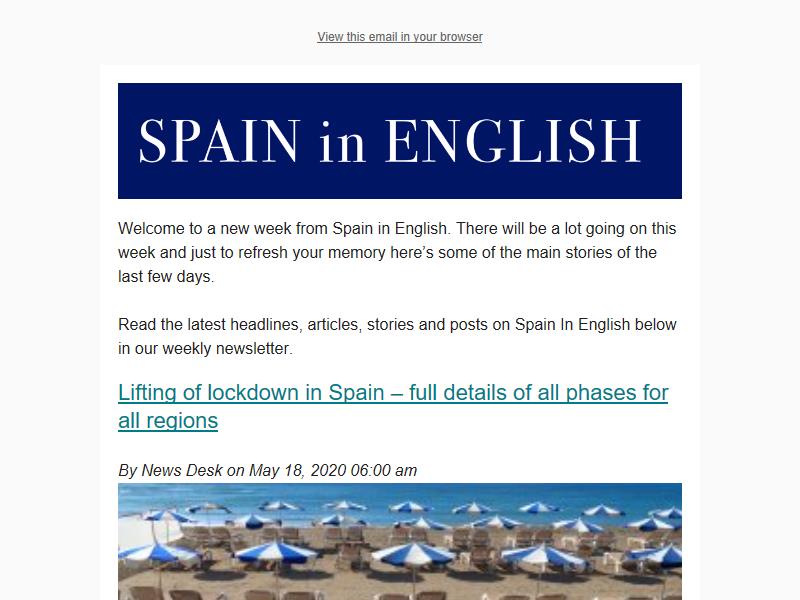 View this email in your browser
SPAIN in ENGLISH
Welcome to a new week from Spain in English. There will be a lot going on this
week and just to refresh your memory here’s some of the main stories of the
last few days.
Read the latest headlines, articles, stories and posts on Spain In English below
in our weekly newsletter.
Lifting of lockdown in Spain – full details of all phases for
all regions
By News Desk on May 18, 2020 06:00 am